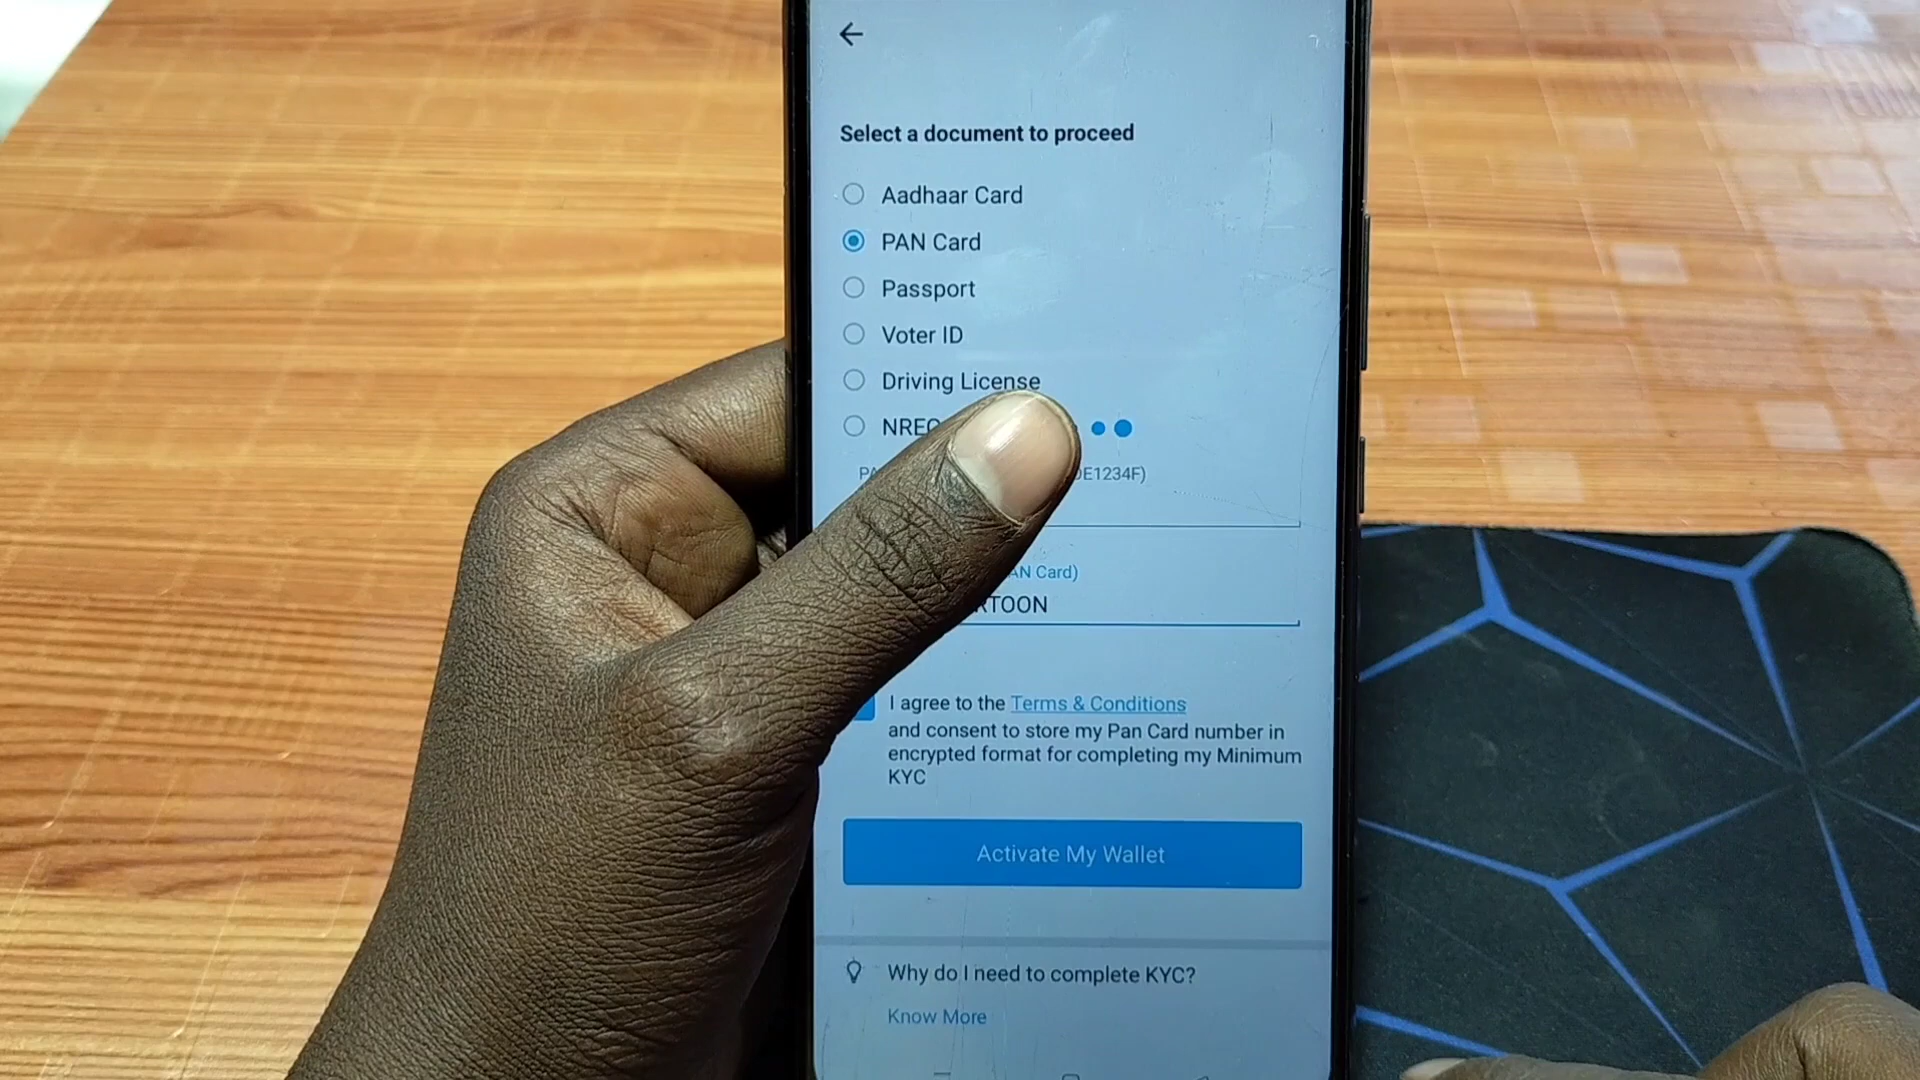 Select a document to proceed
Aadhaar Card
PAN Card
Passport
Voter ID
Driving License
DE1234F)
Card)
RTOON
I agree to the Terms & Conditions
and consent to store my Pan Card number in
encrypted format for completing my Minimum
KYC
Activate My Wallet
Why do I need to complete KYC?
Know More